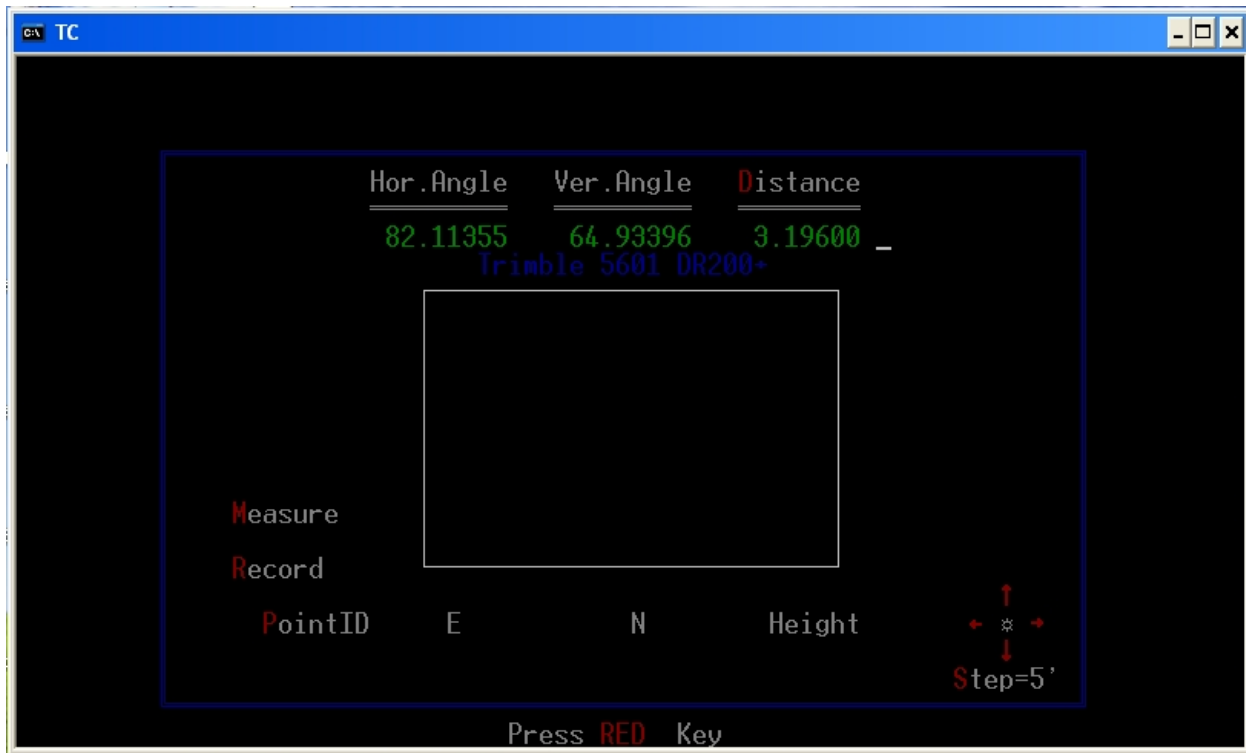 TC
Hor.Angle Ver.Angle Distance
82.11355 64.93396 3.19600 _
Trimble 5601 DR200+
Measure
Record
PointID E N Height
Step=5'
Press RED Key